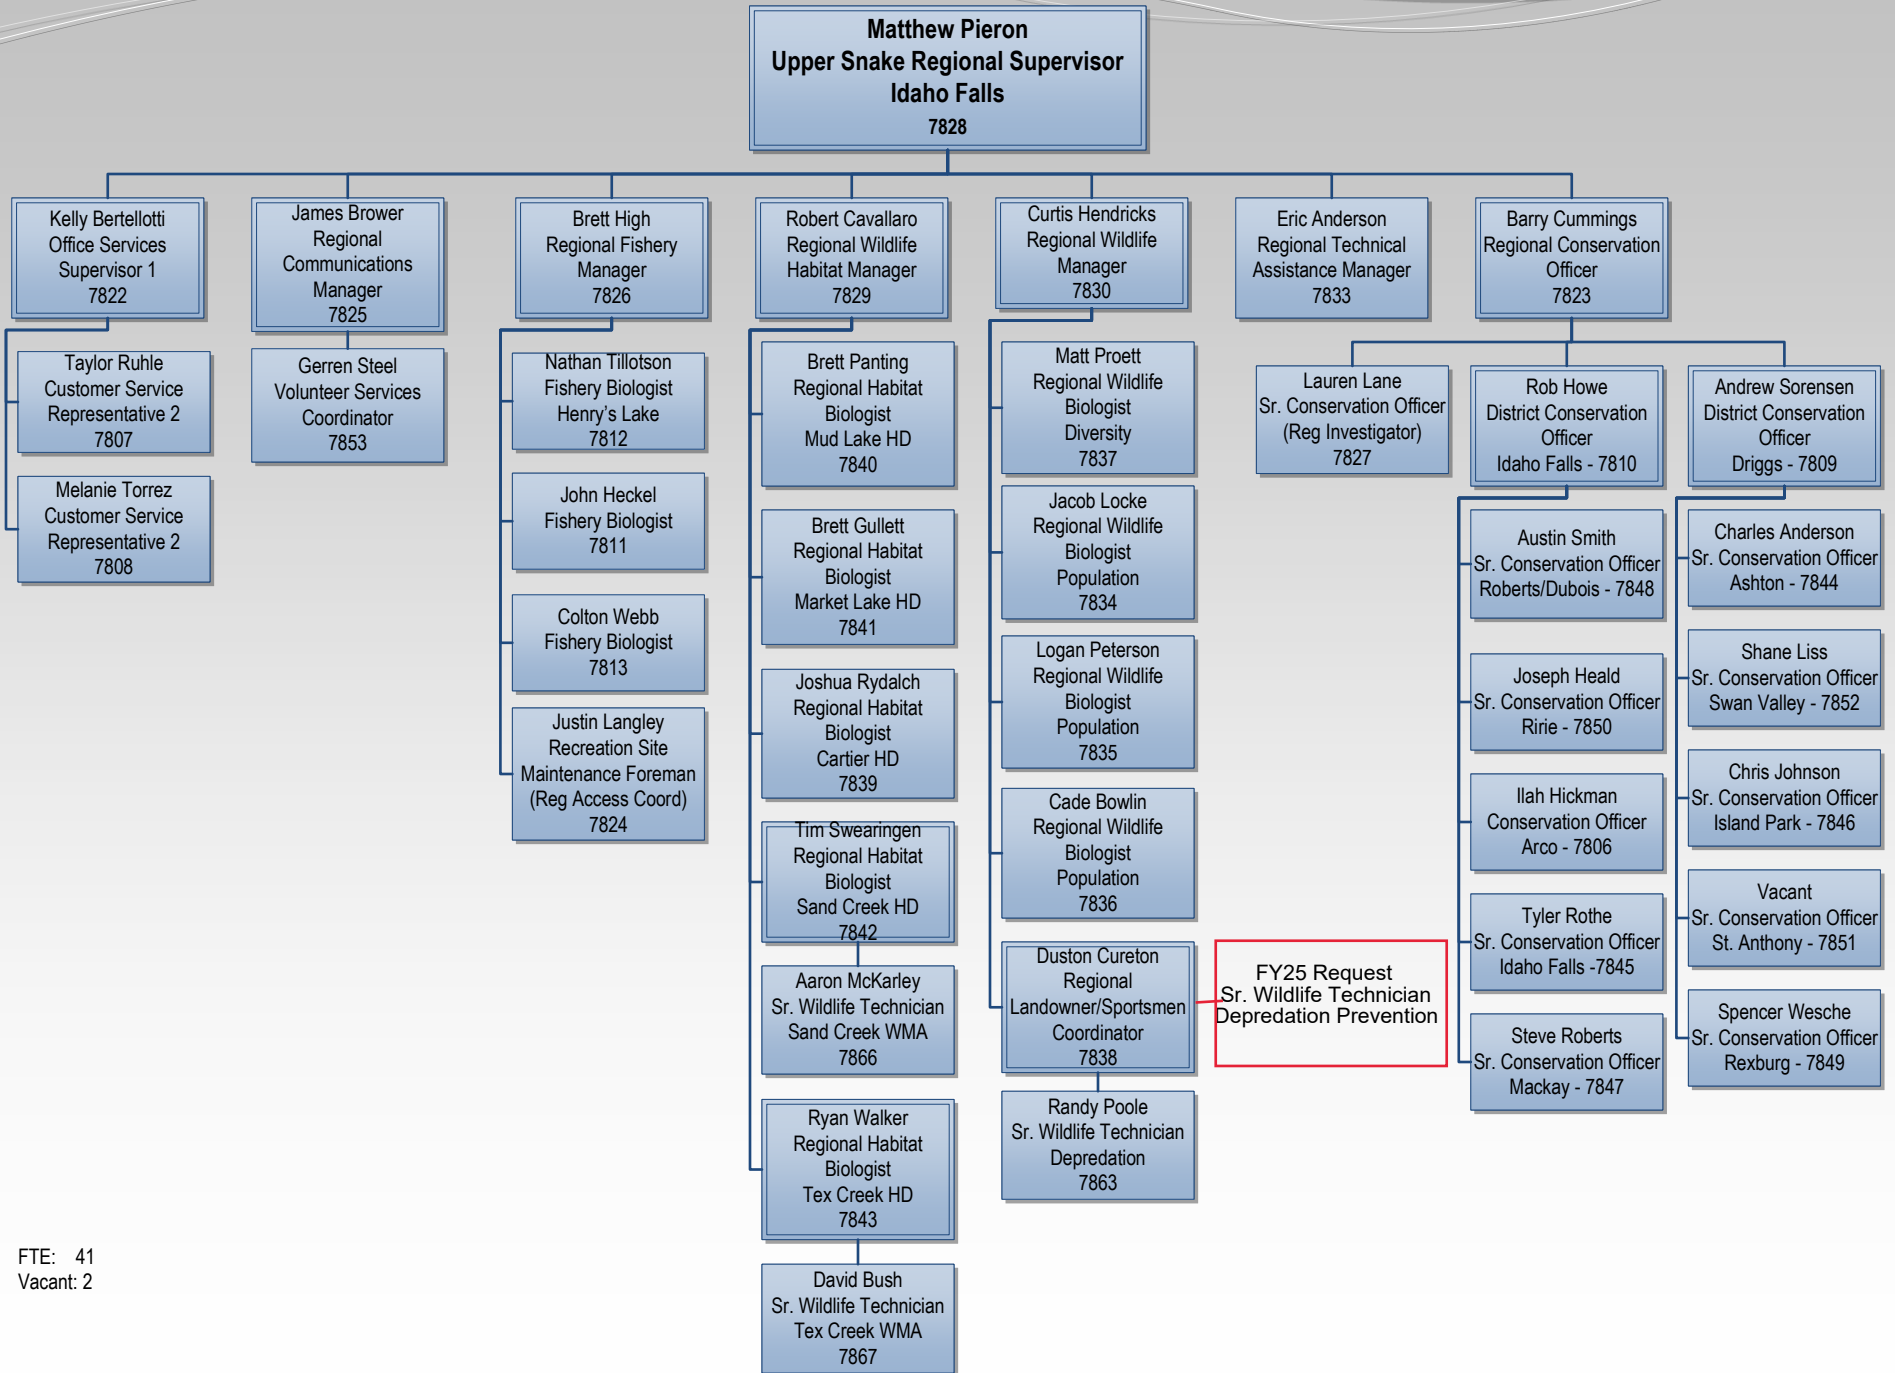 Matthew Pieron
Upper Snake Regional Supervisor
Idaho Falls
7828
Kelly Bertellotti
Office Services
Supervisor 1
7822
Taylor Ruhle
Customer Service
Representative 2
7807
Melanie Torrez
Customer Service
Representative 2
7808
James Brower
Regional
Communications
Manager
7825
Gerren Steel
Volunteer Services
Coordinator
7853
Brett High
Regional Fishery
Manager
7826
Nathan Tillotson
Fishery Biologist
Henry’s Lake
7812
John Heckel
Fishery Biologist
7811
Colton Webb
Fishery Biologist
7813
Justin Langley
Recreation Site
Maintenance Foreman
(Reg Access Coord)
7824
Robert Cavallaro
Regional Wildlife
Habitat Manager
7829
Brett Panting
Regional Habitat
Biologist
Mud Lake HD
7840
Brett Gullett
Regional Habitat
Biologist
Market Lake HD
7841
Joshua Rydalch
Regional Habitat
Biologist
Cartier HD
7839
Tim Swearingen
Regional Habitat
Biologist
Sand Creek HD
7842
Aaron McKarley
Sr. Wildlife Technician
Sand Creek WMA
7866
Ryan Walker
Regional Habitat
Biologist
Tex Creek HD
7843
David Bush
Sr. Wildlife Technician
Tex Creek WMA
7867
Curtis Hendricks
Regional Wildlife
Manager
7830
Matt Proett
Regional Wildlife
Biologist
Diversity
7837
Jacob Locke
Regional Wildlife
Biologist
Population
7834
Logan Peterson
Regional Wildlife
Biologist
Population
7835
Cade Bowlin
Regional Wildlife
Biologist
Population
7836
Duston Cureton
Regional
Landowner/Sportsmen
Coordinator
7838
FY25 Request
Sr. Wildlife Technician
Depredation Prevention
Randy Poole
Sr. Wildlife Technician
Depredation
7863
Eric Anderson
Regional Technical
Assistance Manager
7833
Barry Cummings
Regional Conservation
Officer
7823
Lauren Lane
Sr. Conservation Officer
(Reg Investigator)
7827
Rob Howe
District Conservation
Officer
Idaho Falls - 7810
Austin Smith
Sr. Conservation Officer
Roberts/Dubois - 7848
Joseph Heald
Sr. Conservation Officer
Ririe - 7850
Ilah Hickman
Conservation Officer
Arco - 7806
Tyler Rothe
Sr. Conservation Officer
Idaho Falls -7845
Steve Roberts
Sr. Conservation Officer
Mackay - 7847
Andrew Sorensen
District Conservation
Officer
Driggs - 7809
Charles Anderson
Sr. Conservation Officer
Ashton - 7844
Shane Liss
Sr. Conservation Officer
Swan Valley - 7852
Chris Johnson
Sr. Conservation Officer
Island Park - 7846
Vacant
Sr. Conservation Officer
St. Anthony - 7851
Spencer Wesche
Sr. Conservation Officer
Rexburg - 7849
FTE: 41
Vacant: 2